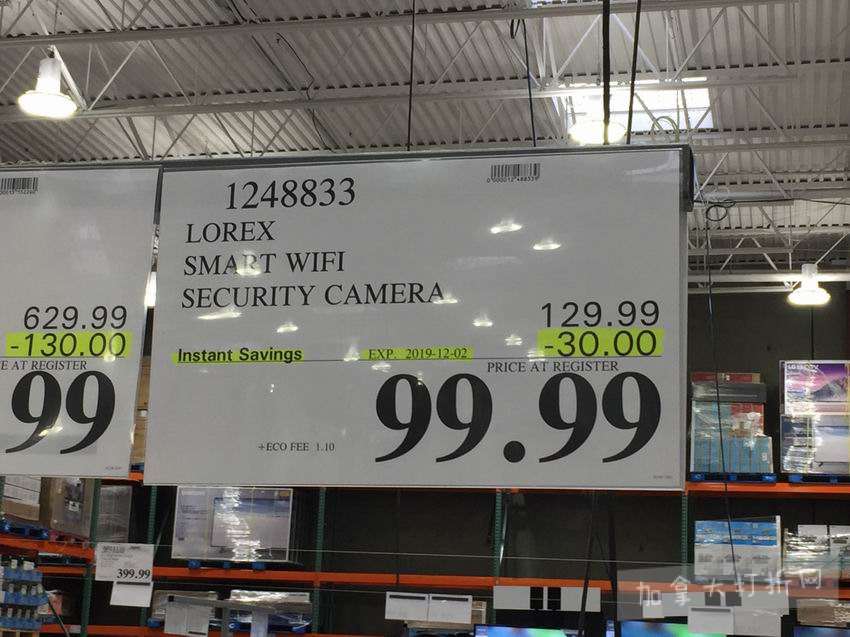 1248833
LOREX
SMART WIFI
SECURITY CAMERA
129.99
Instant Savings EXP. 2019-12-02 -30.00
PRICE AT REGISTER
99.99
+ECO FEE 1.10
629.99
-130.00
E AT REGISTER
99
399.99
加拿大打折网